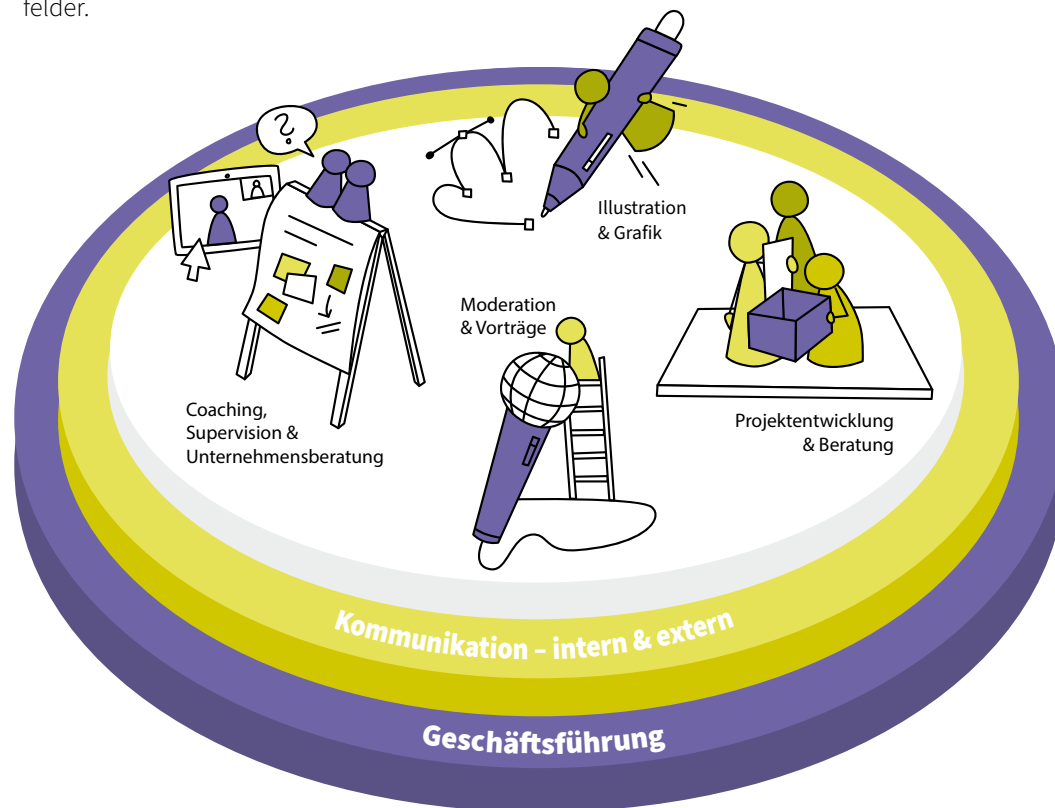 felder.
?
Illustration
& Grafik
Moderation
& Vorträge
Coaching,
Supervision &
Unternehmensberatung
Projektentwicklung
& Beratung
Kommunikation – intern & extern
Geschäftsführung